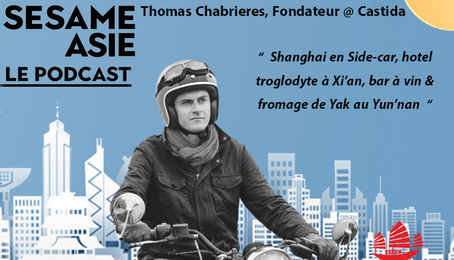 SESAME
ASIE
LE PODCAST
Thomas Chabrieres, Fondateur @ Castida
“ Shanghai en Side-car, hotel
troglodyte à Xi’an, bar à vin &
fromage de Yak au Yun’nan “